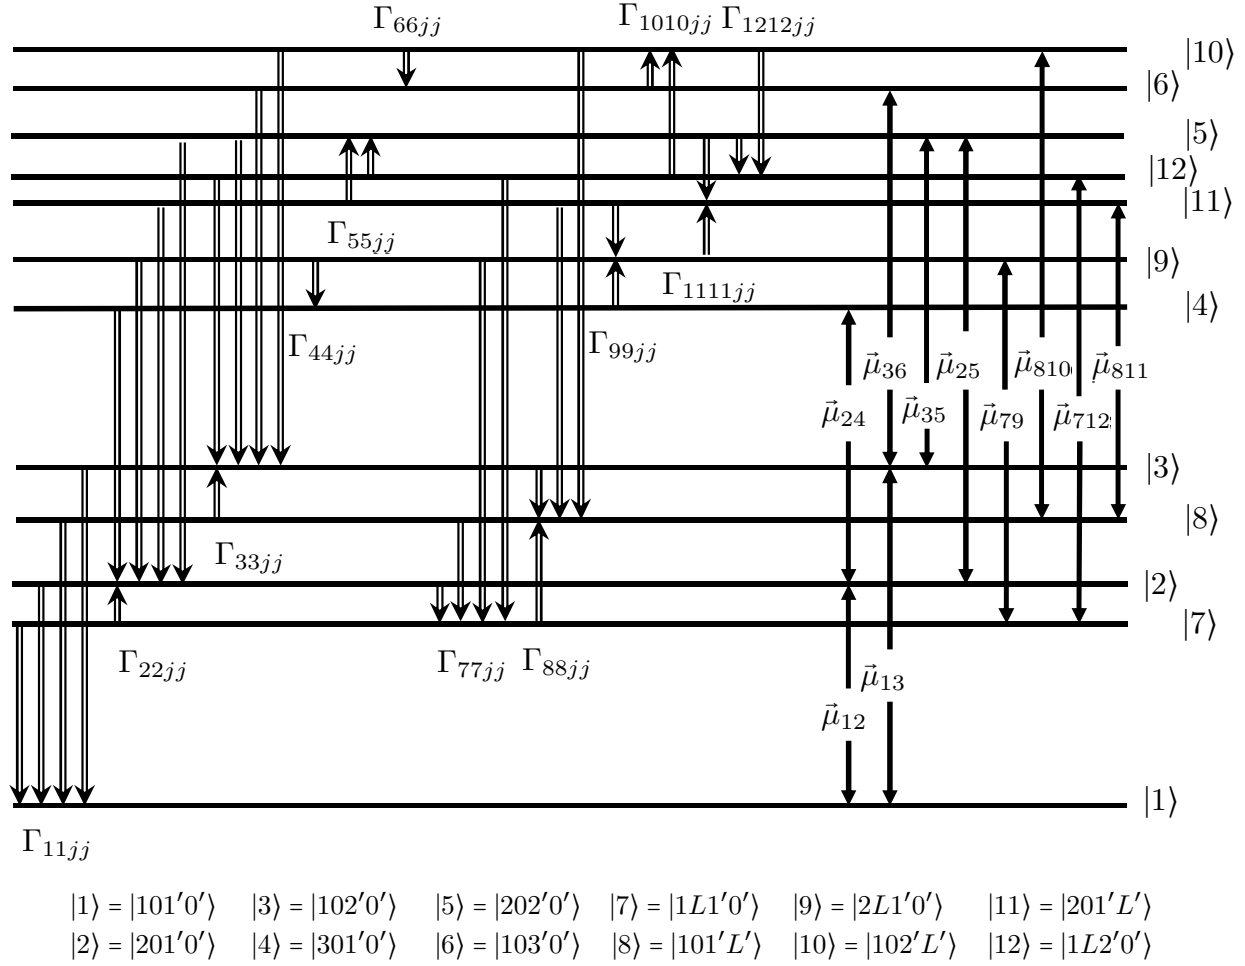 Γ66jj Γ1010jj Γ1212jj
|10⟩
|6⟩
|5⟩
|12⟩
|11⟩
Γ55jj
|9⟩
Γ1111jj
|4⟩
Γ44jj Γ99jj
μ⃗36 μ⃗25 μ⃗810 μ⃗811
μ⃗24 μ⃗35 μ⃗79 μ⃗712
|3⟩
|8⟩
Γ33jj
|2⟩
|7⟩
Γ22jj Γ77jj Γ88jj
μ⃗13
μ⃗12
|1⟩
Γ11jj
|1⟩ = |101′0′⟩ |3⟩ = |102′0′⟩ |5⟩ = |202′0′⟩ |7⟩ = |1L1′0′⟩ |9⟩ = |2L1′0′⟩ |11⟩ = |201′L′⟩
|2⟩ = |201′0′⟩ |4⟩ = |301′0′⟩ |6⟩ = |103′0′⟩ |8⟩ = |101′L′⟩ |10⟩ = |102′L′⟩ |12⟩ = |1L2′0′⟩